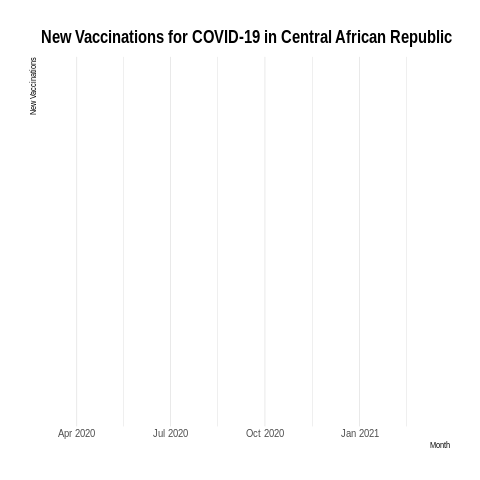 New Vaccinations for COVID-19 in Central African Republic
New Vaccinations
Apr 2020
Jul 2020
Oct 2020
Jan 2021
Month